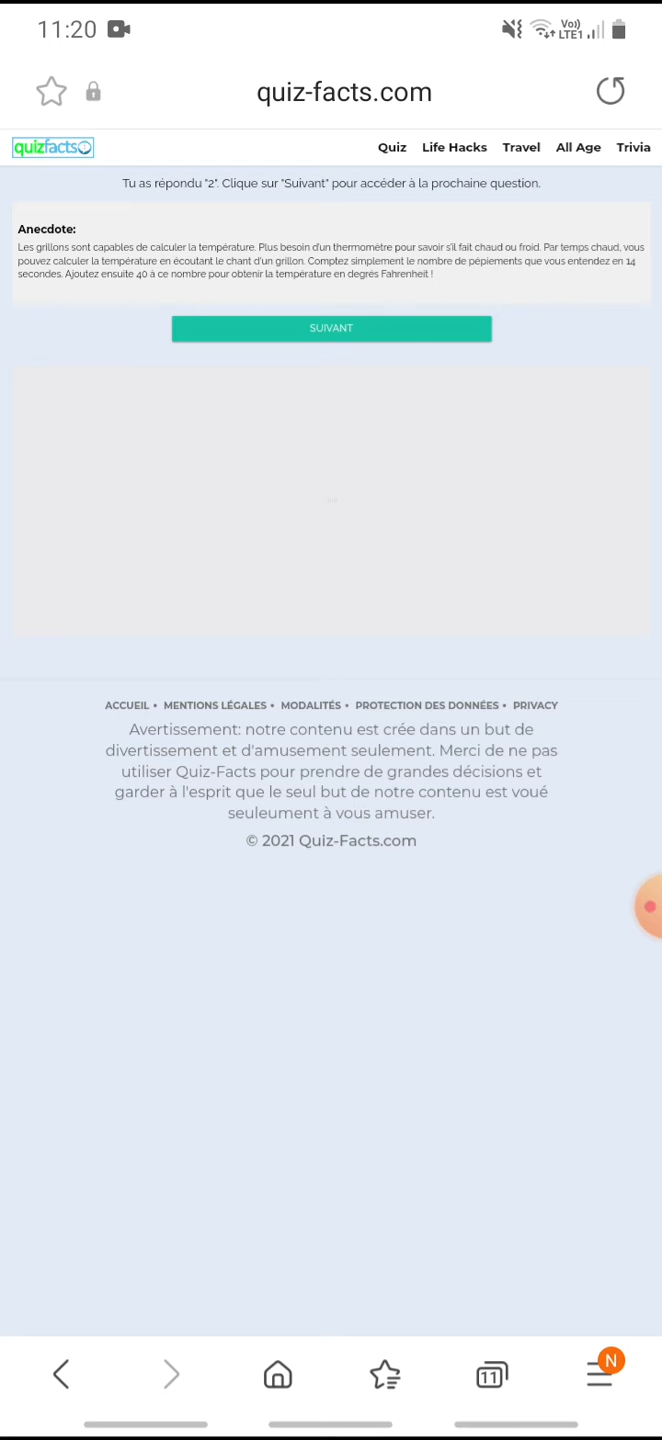 11:20
Vo)) LTE1
quiz-facts.com
quizfacts
Quiz Life Hacks Travel All Age Trivia
Tu as répondu "2". Clique sur "Suivant" pour accéder à la prochaine question.
Anecdote:
Les grillons sont capables de calculer la température. Plus besoin d'un thermomètre pour savoir s'il fait chaud ou froid. Par temps chaud, vous
pouvez calculer la température en écoutant le chant d'un grillon. Comptez simplement le nombre de pépiements que vous entendez en 14
secondes. Ajoutez ensuite 40 à ce nombre pour obtenir la température en degrés Fahrenheit !
SUIVANT
ACCUEIL • MENTIONS LÉGALES • MODALITÉS • PROTECTION DES DONNÉES • PRIVACY
Avertissement: notre contenu est crée dans un but de
divertissement et d'amusement seulement. Merci de ne pas
utiliser Quiz-Facts pour prendre de grandes décisions et
garder à l'esprit que le seul but de notre contenu est voué
seuleument à vous amuser.
© 2021 Quiz-Facts.com
11
N